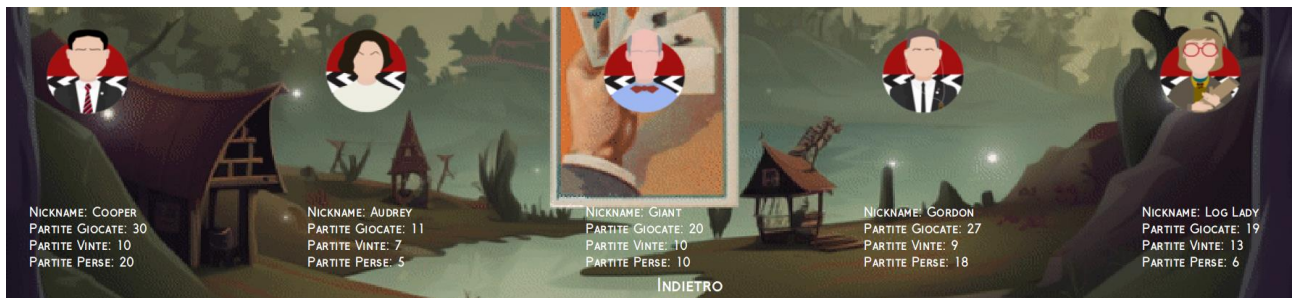 Nickname: Cooper
Partite Giocate: 30
Partite Vinte: 10
Partite Perse: 20
Nickname: Audrey
Partite Giocate: 11
Partite Vinte: 7
Partite Perse: 5
Nickname: Giant
Partite Giocate: 20
Partite Vinte: 10
Partite Perse: 10
Nickname: Gordon
Partite Giocate: 27
Partite Vinte: 9
Partite Perse: 18
Nickname: Log Lady
Partite Giocate: 19
Partite Vinte: 13
Partite Perse: 6
Indietro